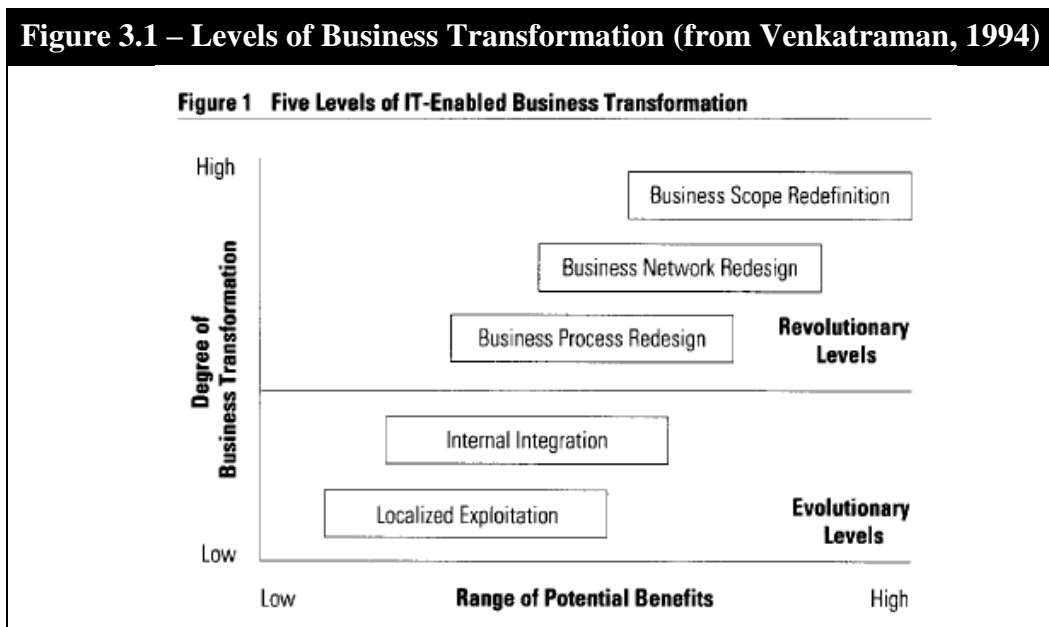 Figure 3.1 – Levels of Business Transformation (from Venkatraman, 1994)
Figure 1 Five Levels of IT-Enabled Business Transformation
High
Business Scope Redefinition
Business Network Redesign
Degree of
Business Transformation
Business Process Redesign
Revolutionary
Levels
Internal Integration
Localized Exploitation
Evolutionary
Levels
Low
Low Range of Potential Benefits High